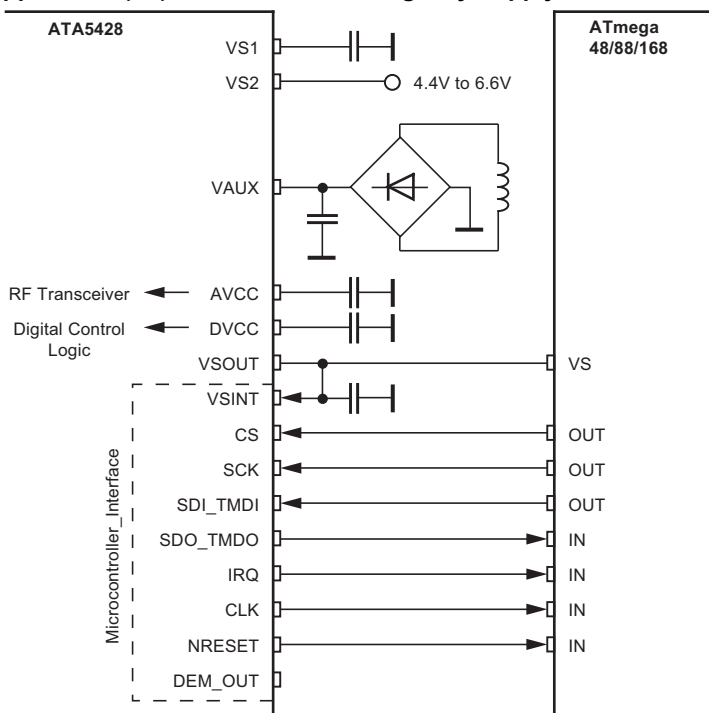 ATA5428
ATmega
48/88/168
VS1
VS2
4.4V to 6.6V
VAUX
RF Transceiver
AVCC
Digital Control
Logic
DVCC
VSOUT
VS
VSINT
CS
OUT
SCK
OUT
SDI_TMDI
OUT
SDO_TMDO
IN
IRQ
IN
CLK
IN
NRESET
IN
DEM_OUT
Microcontroller_Interface